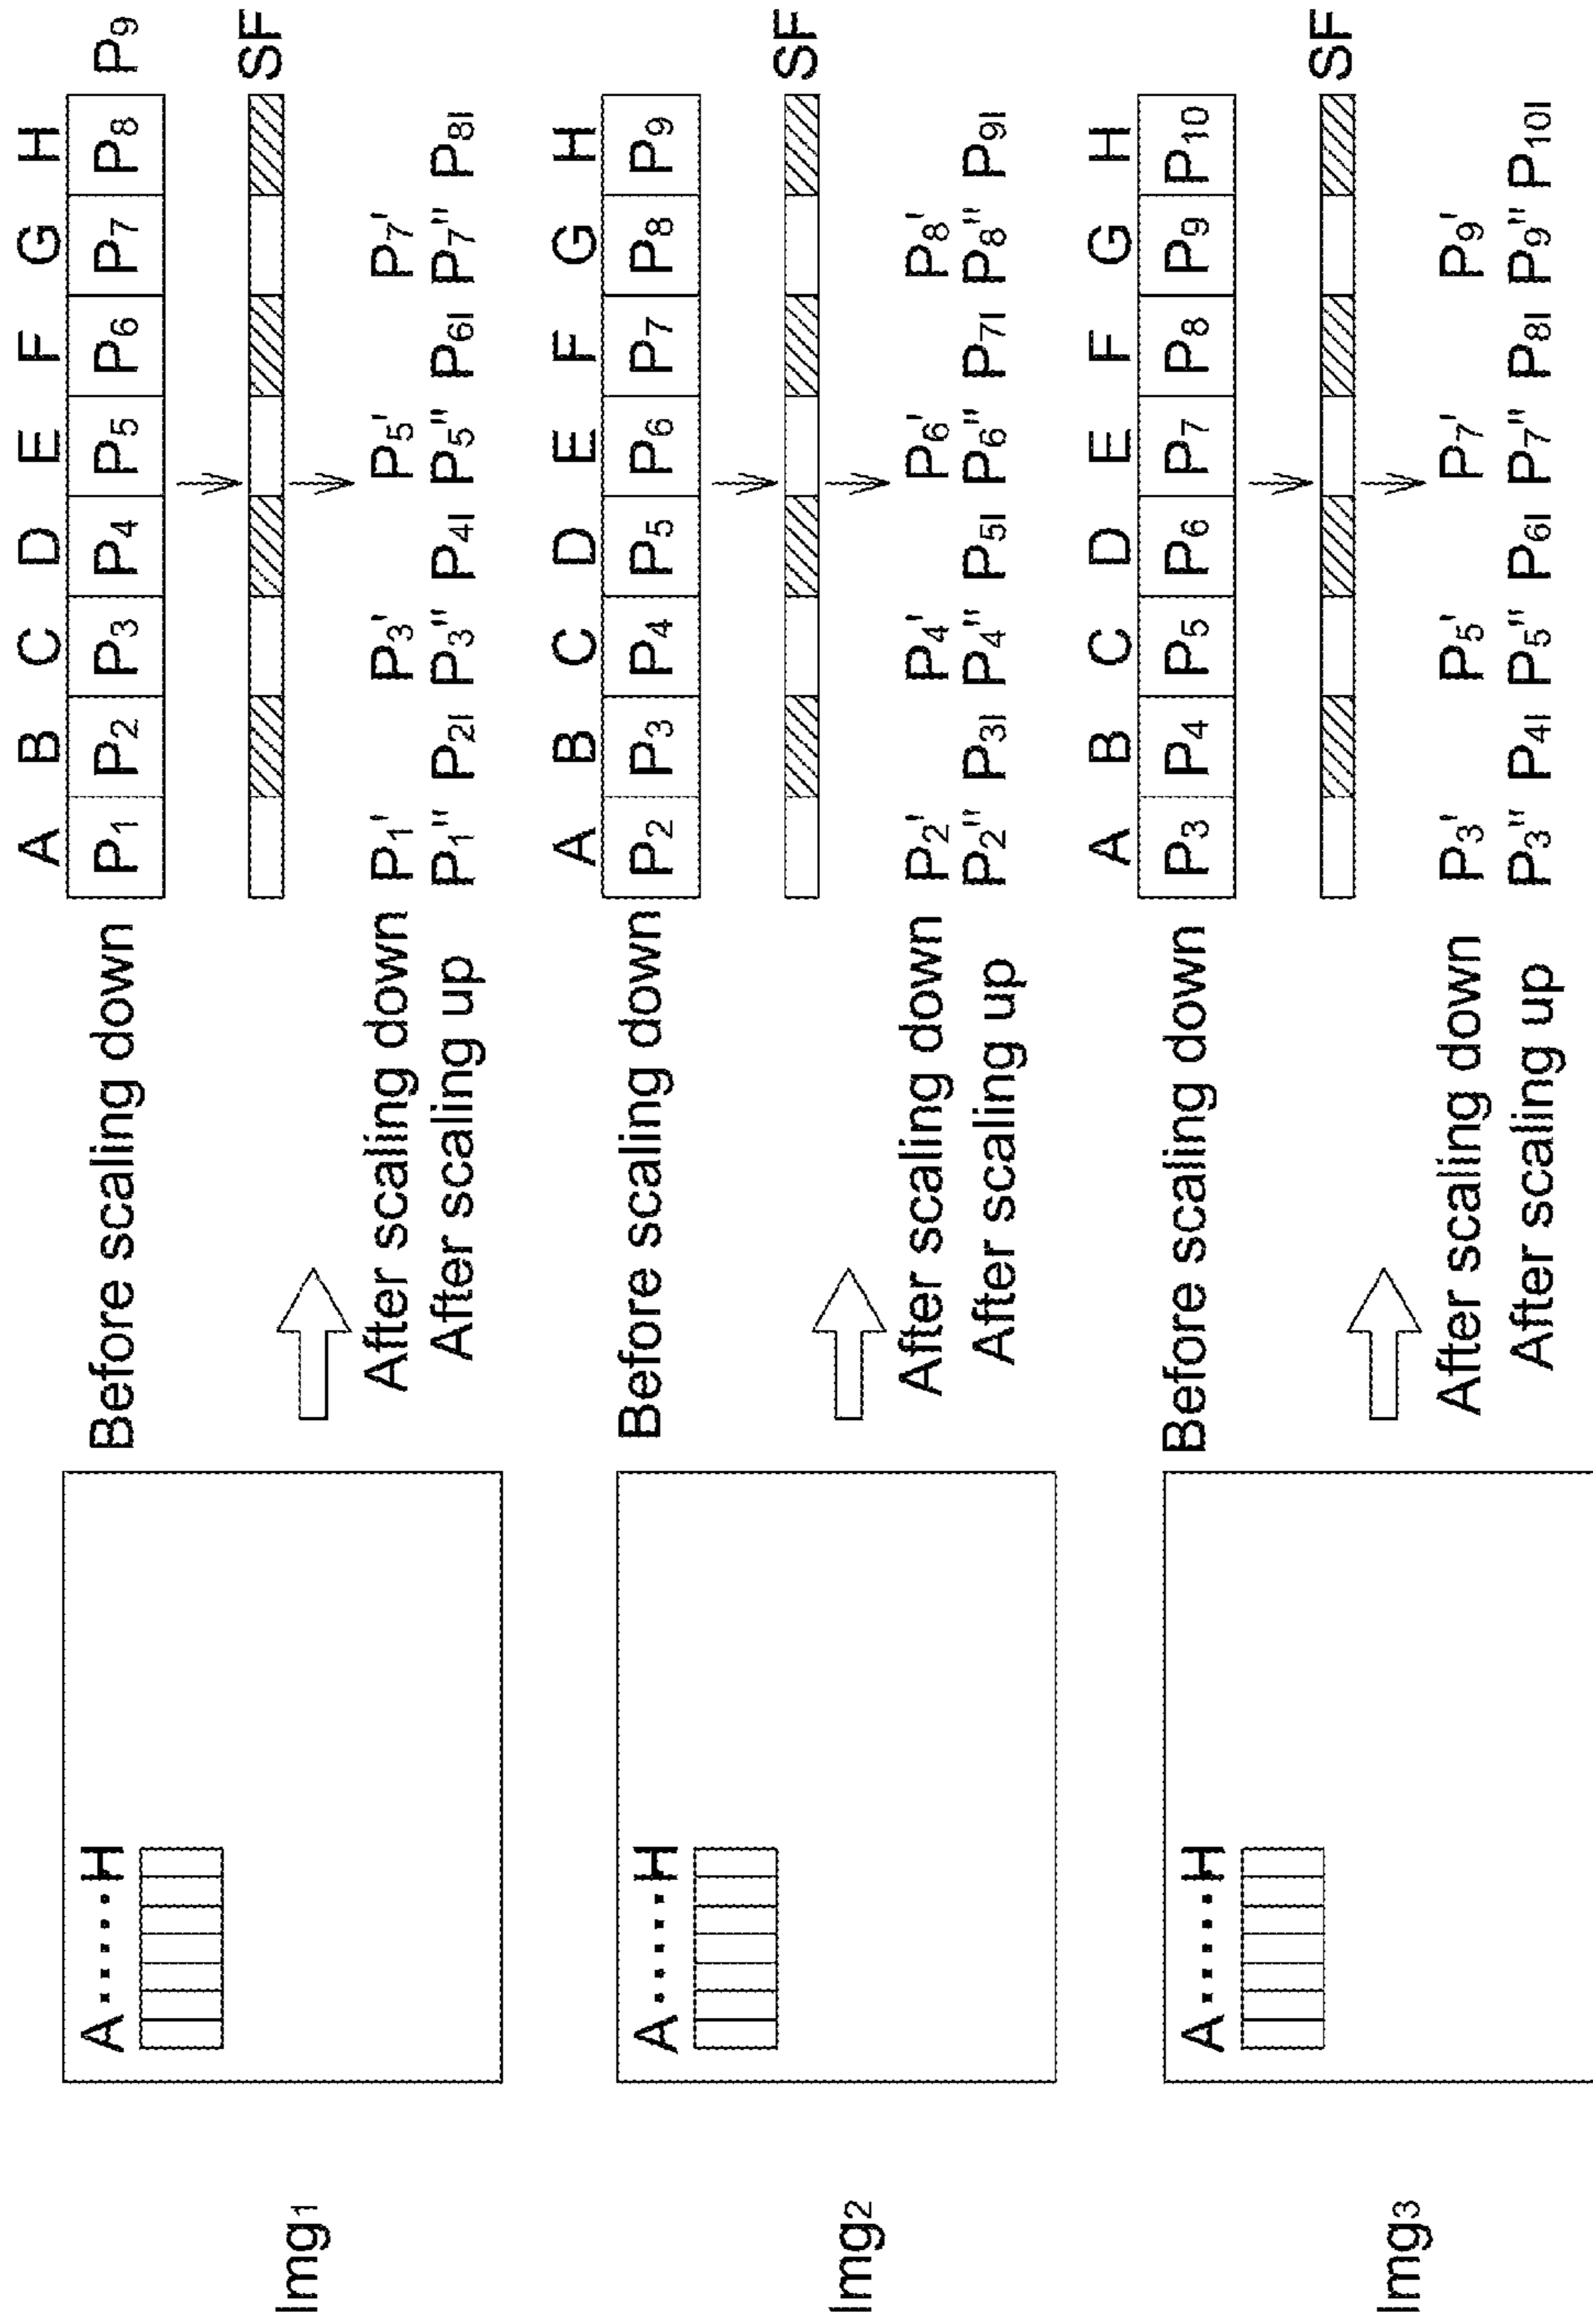 Img1
A······H
Before scaling down
A B C D E F G H
P1 P2 P3 P4 P5 P6 P7 P8 P9
SF
After scaling down P1' P3' P5' P7'
After scaling up P1" P2I P3" P4I P5" P6I P7" P8I
Img2
A······H
Before scaling down
A B C D E F G H
P2 P3 P4 P5 P6 P7 P8 P9
SF
After scaling down P2' P4' P6' P8'
After scaling up P2" P3I P4" P5I P6" P7I P8" P9I
Img3
A······H
Before scaling down
A B C D E F G H
P3 P4 P5 P6 P7 P8 P9 P10
SF
After scaling down P3' P5' P7' P9'
After scaling up P3" P4I P5" P6I P7" P8I P9" P10I